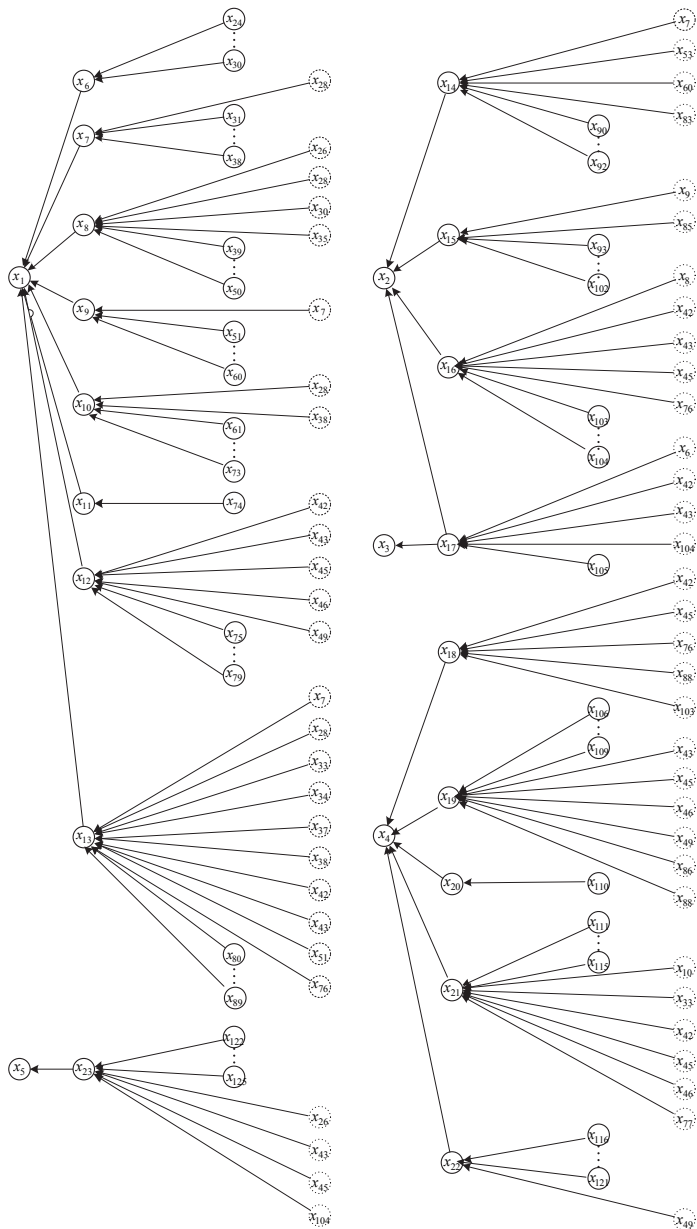 x24
x30
x6
x28
x7
x31
x38
x26
x28
x30
x35
x8
x39
x50
x1
x9
x7
x51
x60
x28
x38
x10
x61
x73
x11
x74
x42
x43
x45
x46
x49
x12
x75
x79
x7
x28
x33
x34
x37
x38
x42
x43
x51
x76
x13
x80
x89
x5
x23
x122
x125
x26
x43
x45
x104
x7
x53
x60
x83
x14
x90
x92
x9
x85
x15
x93
x102
x2
x8
x42
x43
x45
x76
x16
x103
x104
x6
x42
x43
x104
x3
x17
x105
x42
x45
x76
x88
x103
x18
x106
x109
x43
x45
x46
x49
x86
x88
x19
x4
x20
x110
x111
x115
x10
x33
x42
x45
x46
x77
x21
x116
x121
x22
x49